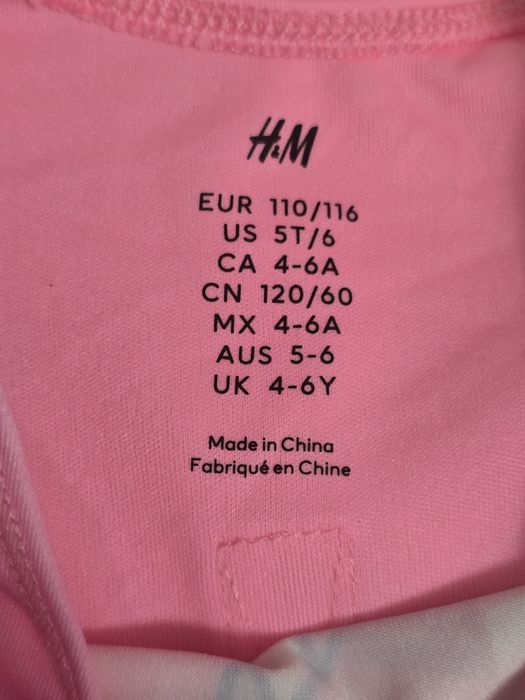 H&M
EUR 110/116
US 5T/6
CA 4-6A
CN 120/60
MX 4-6A
AUS 5-6
UK 4-6Y
Made in China
Fabriqué en Chine